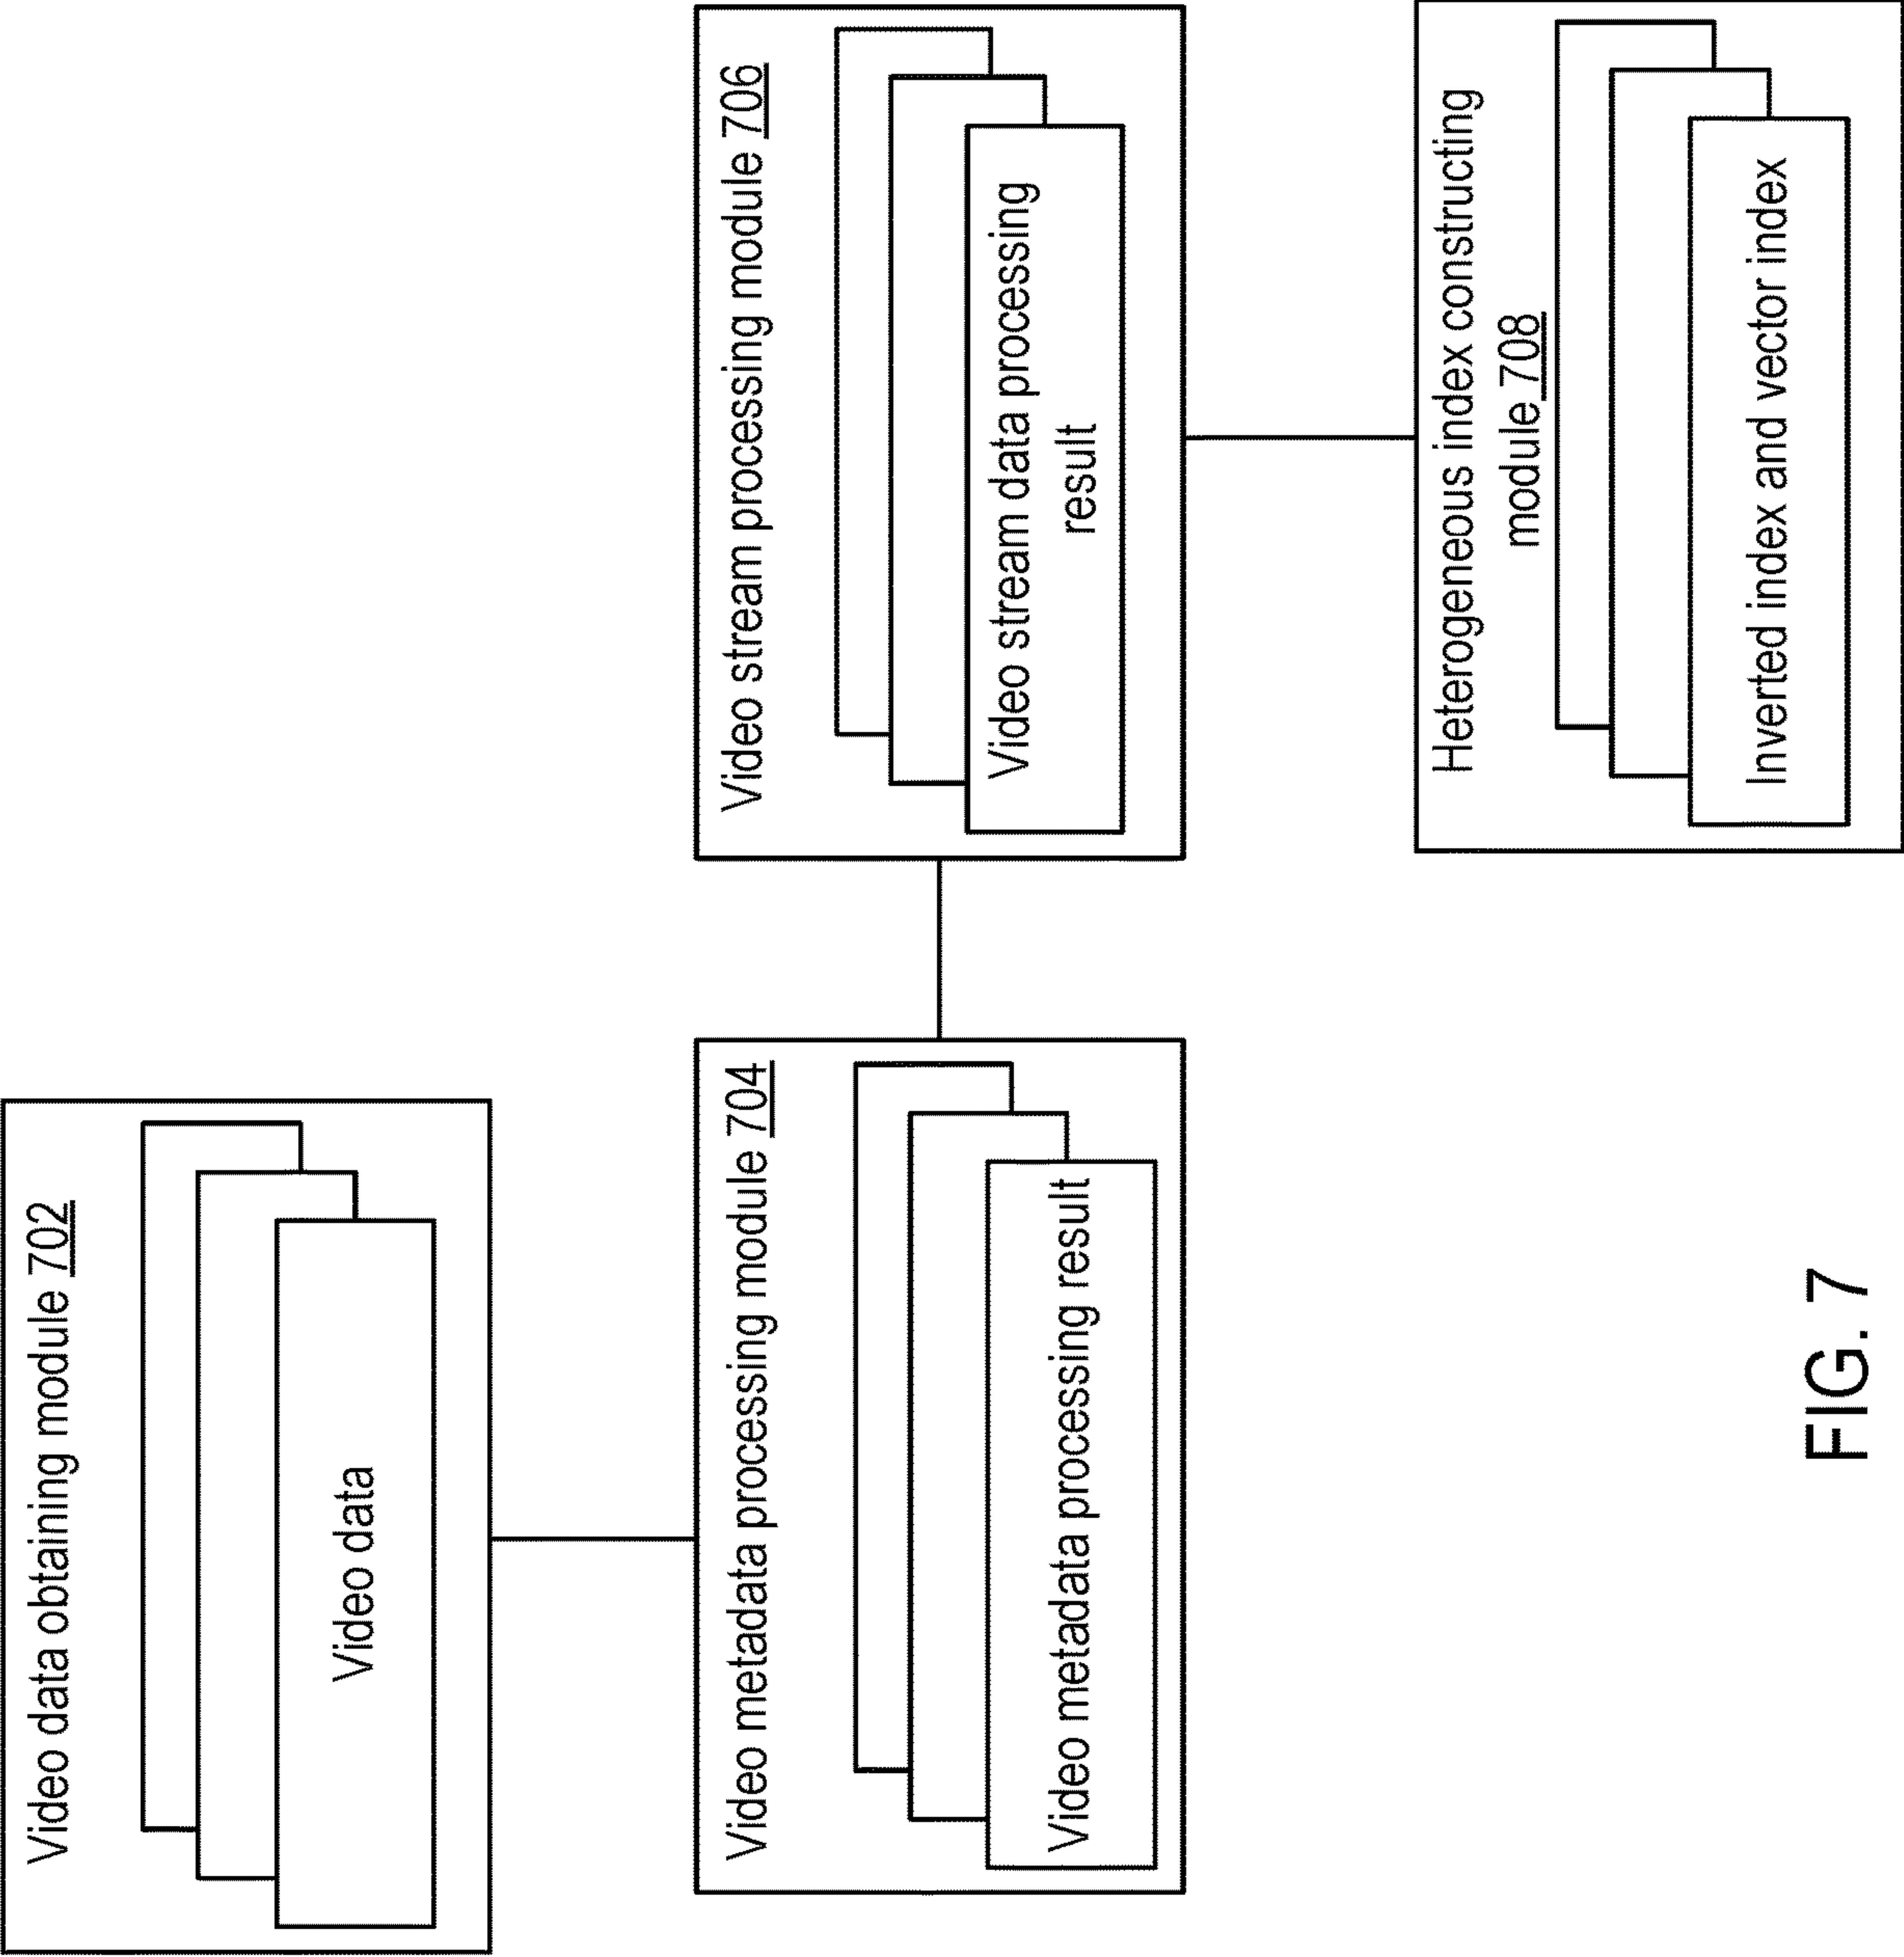 Video data obtaining module 702
Video data
Video metadata processing module 704
Video metadata processing result
Video stream processing module 706
Video stream data processing
result
Heterogeneous index constructing
module 708
Inverted index and vector index
FIG. 7